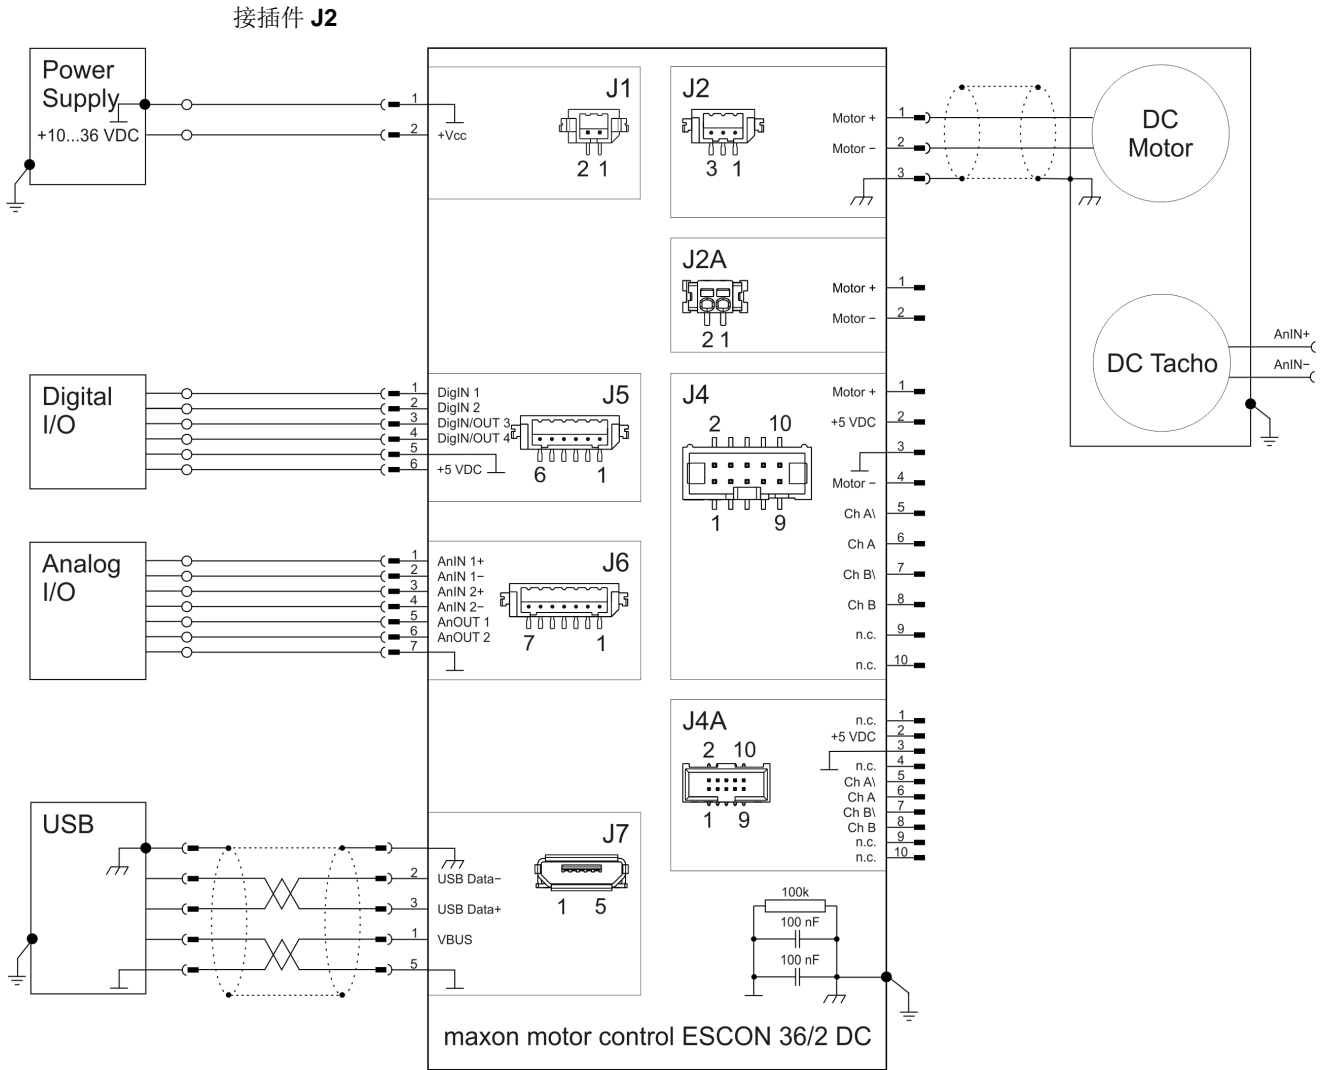 接插件 J2
Power
Supply
+10...36 VDC
1
2
+Vcc
J1
2 1
J2
3 1
Motor +
1
Motor −
2
3
DC
Motor
J2A
2 1
Motor +
1
Motor −
2
DC Tacho
AnIN+
AnIN−
Digital
I/O
1
DigIN 1
2
DigIN 2
3
DigIN/OUT 3
4
DigIN/OUT 4
5
6
+5 VDC
J5
6 1
J4
2 10
1 9
Motor +
1
+5 VDC
2
3
Motor −
4
Ch A\
5
Ch A
6
Ch B\
7
Ch B
8
n.c.
9
n.c.
10
Analog
I/O
1
AnIN 1+
2
AnIN 1−
3
AnIN 2+
4
AnIN 2−
5
AnOUT 1
6
AnOUT 2
7
J6
7 1
J4A
2 10
1 9
n.c.
1
+5 VDC
2
3
n.c.
4
Ch A\
5
Ch A
6
Ch B\
7
Ch B
8
n.c.
9
n.c.
10
USB
2
USB Data−
3
USB Data+
1
VBUS
5
J7
1 5
100k
100 nF
100 nF
maxon motor control ESCON 36/2 DC